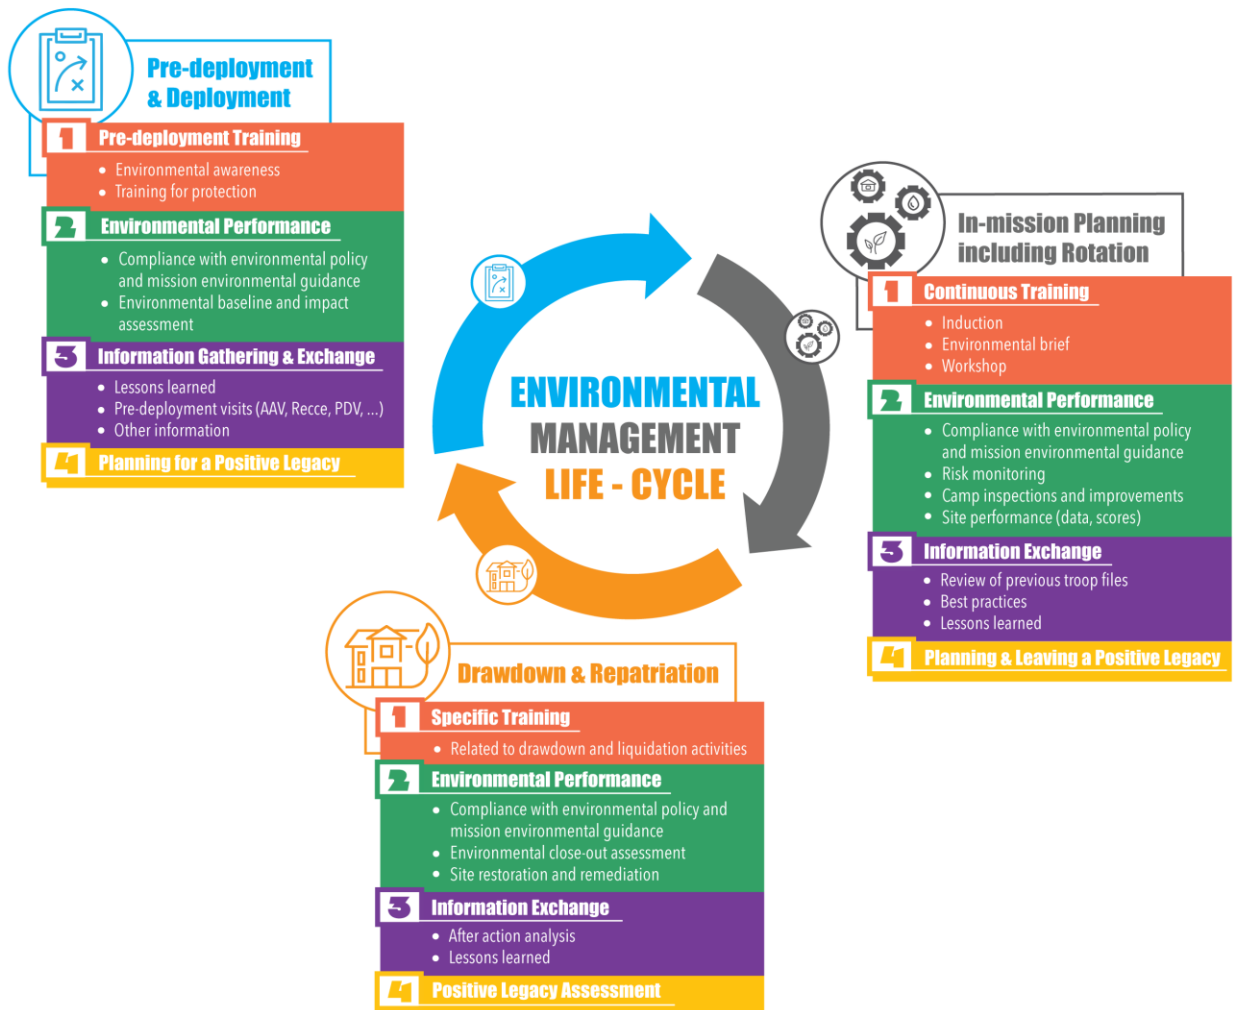 Pre-deployment
& Deployment
1 Pre-deployment Training
• Environmental awareness
• Training for protection
2 Environmental Performance
• Compliance with environmental policy
and mission environmental guidance
• Environmental baseline and impact
assessment
3 Information Gathering & Exchange
• Lessons learned
• Pre-deployment visits (AAV, Recce, PDV, ...)
• Other information
4 Planning for a Positive Legacy
ENVIRONMENTAL
MANAGEMENT
LIFE - CYCLE
In-mission Planning
including Rotation
1 Continuous Training
• Induction
• Environmental brief
• Workshop
2 Environmental Performance
• Compliance with environmental policy
and mission environmental guidance
• Risk monitoring
• Camp inspections and improvements
• Site performance (data, scores)
3 Information Exchange
• Review of previous troop files
• Best practices
• Lessons learned
4 Planning & Leaving a Positive Legacy
Drawdown & Repatriation
1 Specific Training
• Related to drawdown and liquidation activities
2 Environmental Performance
• Compliance with environmental policy and
mission environmental guidance
• Environmental close-out assessment
• Site restoration and remediation
3 Information Exchange
• After action analysis
• Lessons learned
4 Positive Legacy Assessment